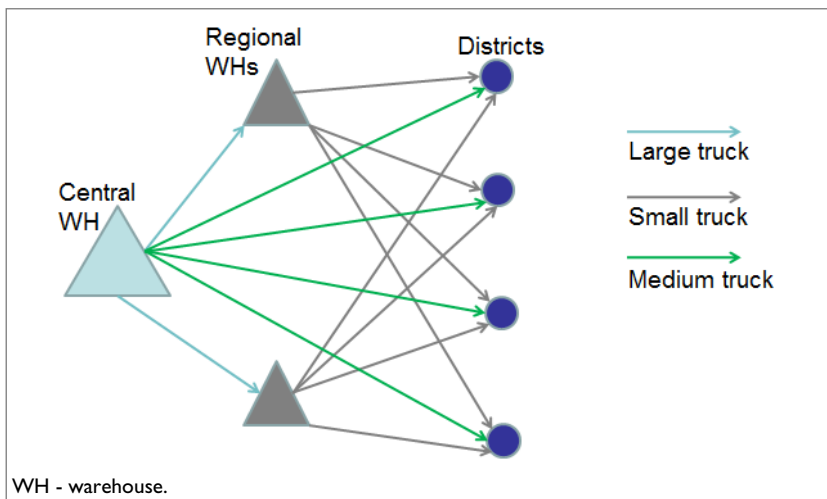 Regional
WHs
Districts
Central
WH
Large truck
Small truck
Medium truck
WH - warehouse.